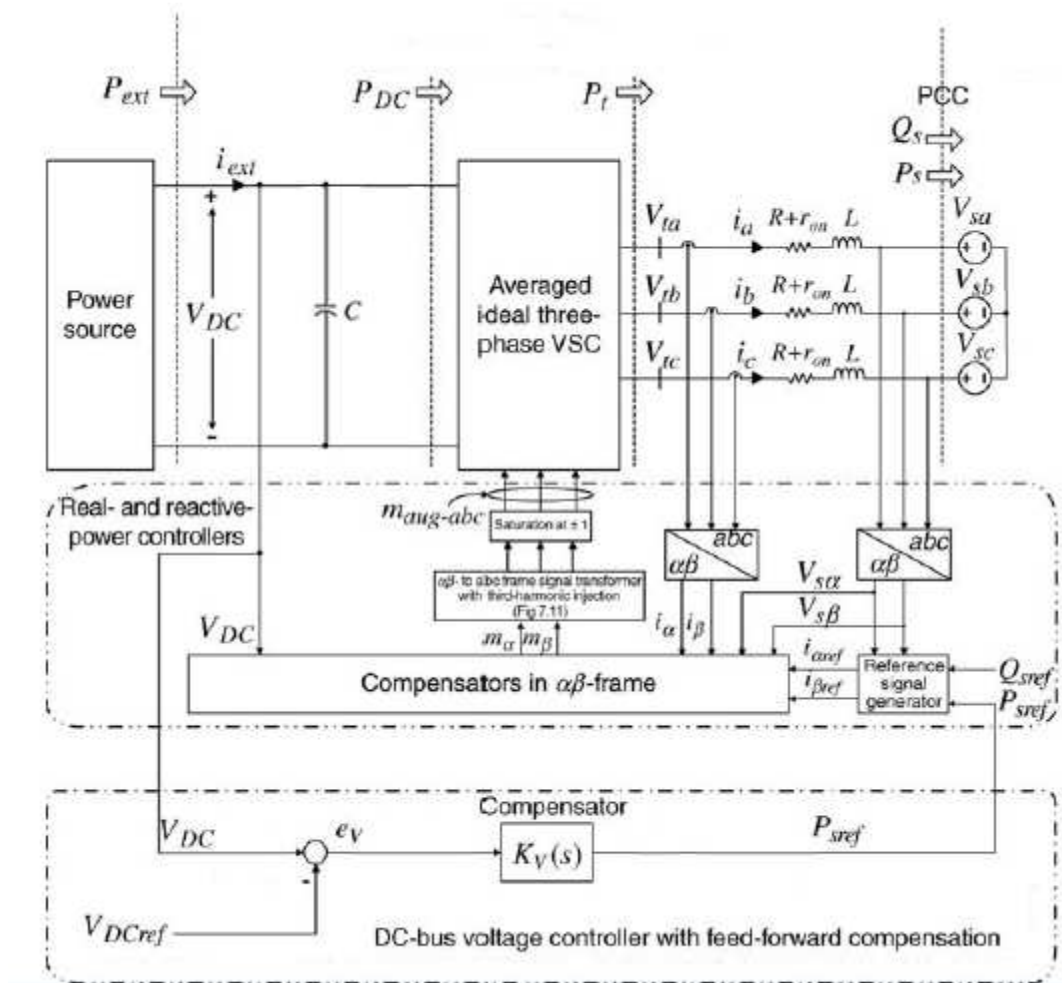 P_ext
P_DC
P_t
PCC
Q_s
P_s
i_ext
+
V_DC
-
Power
source
C
Averaged
ideal three-
phase VSC
V_ta
i_a
R+r_on
L
V_sa
V_tb
i_b
R+r_on
L
V_sb
V_tc
i_c
R+r_on
L
V_sc
Real- and reactive-
power controllers
m_aug-abc
Saturation at ± 1
αβ- to abc frame signal transformer
with third-harmonic injection
(Fig 7.11)
abc
αβ
abc
αβ
V_sα
V_sβ
V_DC
m_α
m_β
i_α
i_β
i_αref
i_βref
Compensators in αβ-frame
Reference
signal
generator
Q_sref
P_sref
Compensator
V_DC
e_V
K_V(s)
P_sref
-
V_DCref
DC-bus voltage controller with feed-forward compensation